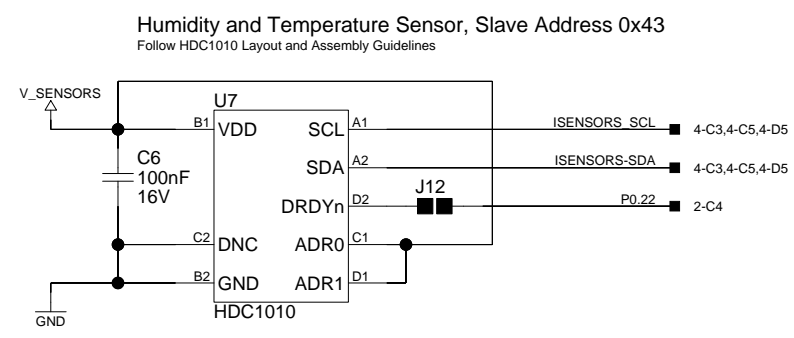 Humidity and Temperature Sensor, Slave Address 0x43
Follow HDC1010 Layout and Assembly Guidelines
V_SENSORS
U7
B1 VDD SCL A1 ISENSORS_SCL 4-C3,4-C5,4-D5
C6
100nF
16V
SDA A2 ISENSORS-SDA 4-C3,4-C5,4-D5
J12
DRDYn D2 P0.22 2-C4
C2 DNC ADR0 C1
B2 GND ADR1 D1
HDC1010
GND